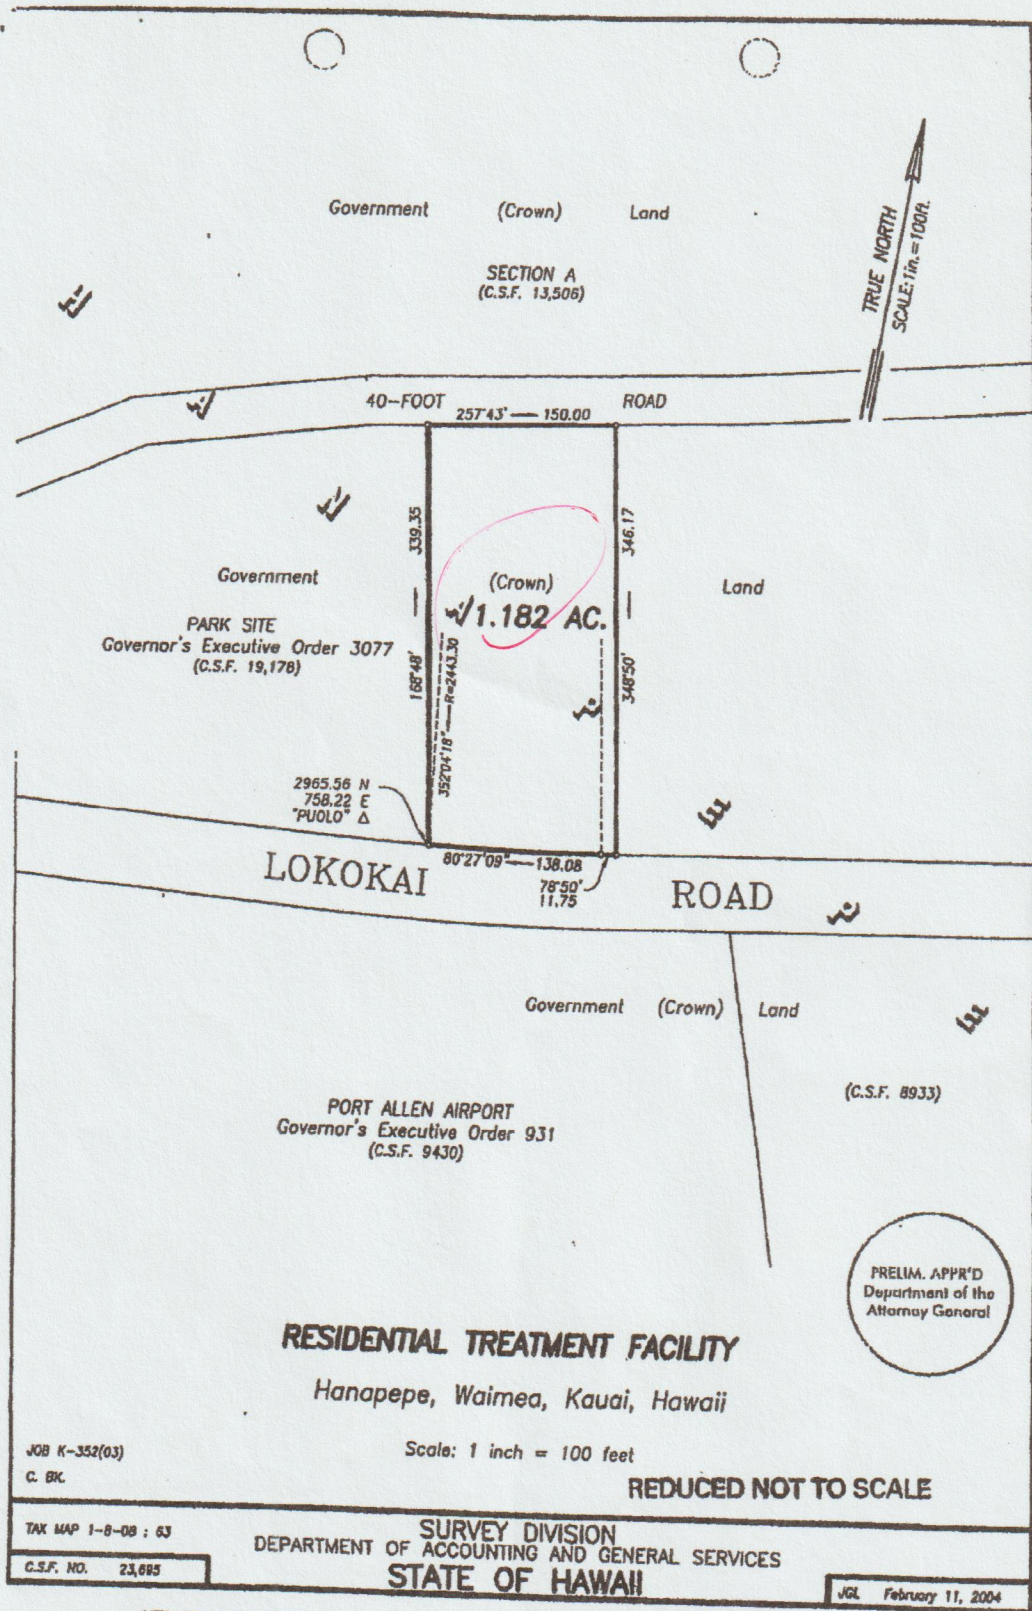 Government (Crown) Land
SECTION A
(C.S.F. 13,506)
TRUE NORTH
SCALE: 1in.=100ft.
40-FOOT ROAD
257°43' — 150.00
339.35
168°48'
346.17
348°50'
Government
(Crown)
Land
1.182 AC.
PARK SITE
Governor's Executive Order 3077
(C.S.F. 19,178)
352°04'18" — R=2443.30
2965.56 N
758.22 E
"PUOLO" Δ
80°27'09" — 138.08
78°50'
11.75
LOKOKAI ROAD
Government (Crown) Land
(C.S.F. 8933)
PORT ALLEN AIRPORT
Governor's Executive Order 931
(C.S.F. 9430)
PRELIM. APPR'D
Department of the
Attorney General
RESIDENTIAL TREATMENT FACILITY
Hanapepe, Waimea, Kauai, Hawaii
JOB K-352(03)
C. BK.
Scale: 1 inch = 100 feet
REDUCED NOT TO SCALE
TAX MAP 1-8-08 : 63
SURVEY DIVISION
DEPARTMENT OF ACCOUNTING AND GENERAL SERVICES
STATE OF HAWAII
C.S.F. NO. 23,695
JGL February 11, 2004